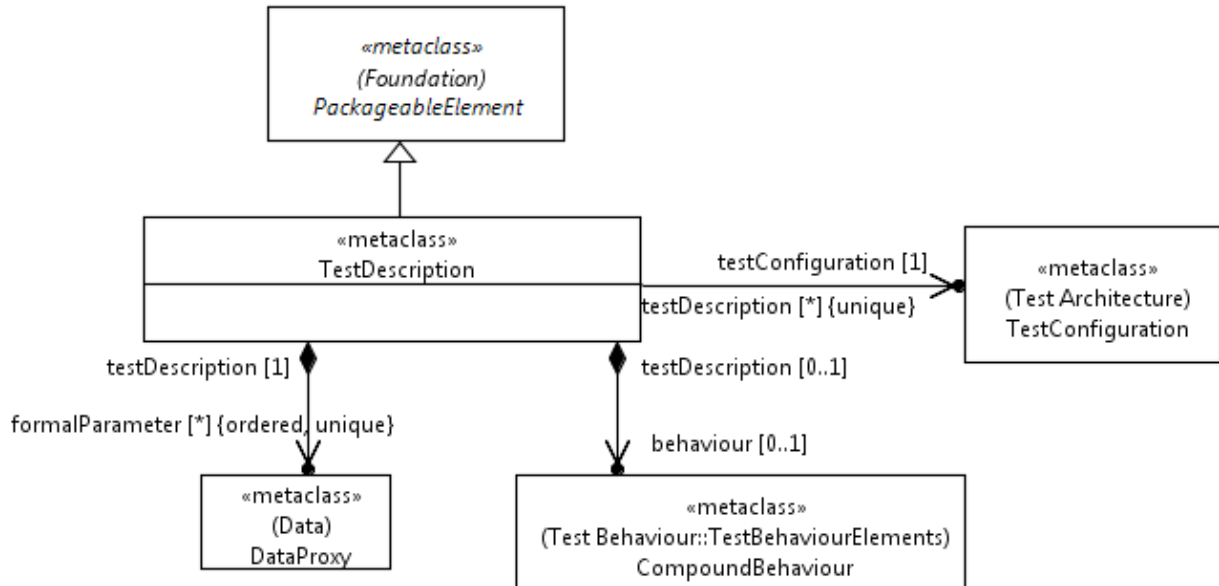 «metaclass»
(Foundation)
PackageableElement
«metaclass»
TestDescription
testConfiguration [1]
testDescription [*] {unique}
«metaclass»
(Test Architecture)
TestConfiguration
testDescription [1]
formalParameter [*] {ordered, unique}
testDescription [0..1]
behaviour [0..1]
«metaclass»
(Data)
DataProxy
«metaclass»
(Test Behaviour::TestBehaviourElements)
CompoundBehaviour